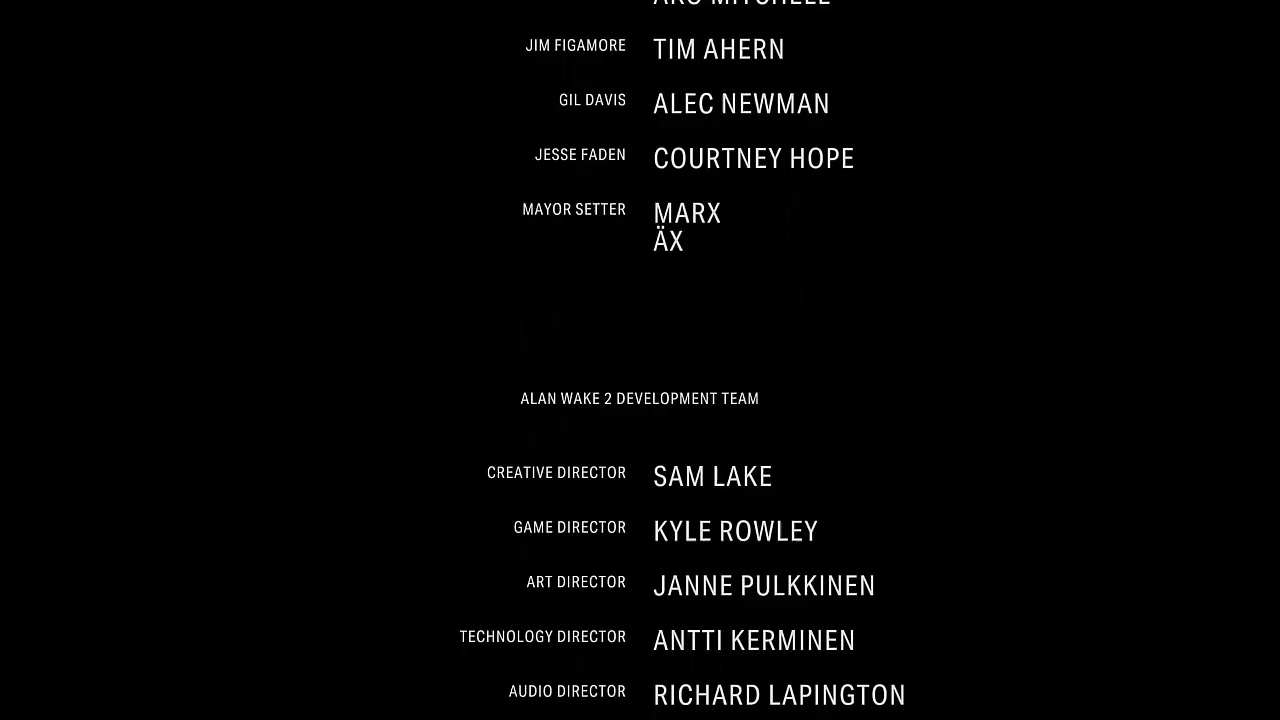 JIM FIGAMORE TIM AHERN
GIL DAVIS ALEC NEWMAN
JESSE FADEN COURTNEY HOPE
MAYOR SETTER MARX
ÄX
ALAN WAKE 2 DEVELOPMENT TEAM
CREATIVE DIRECTOR SAM LAKE
GAME DIRECTOR KYLE ROWLEY
ART DIRECTOR JANNE PULKKINEN
TECHNOLOGY DIRECTOR ANTTI KERMINEN
AUDIO DIRECTOR RICHARD LAPINGTON